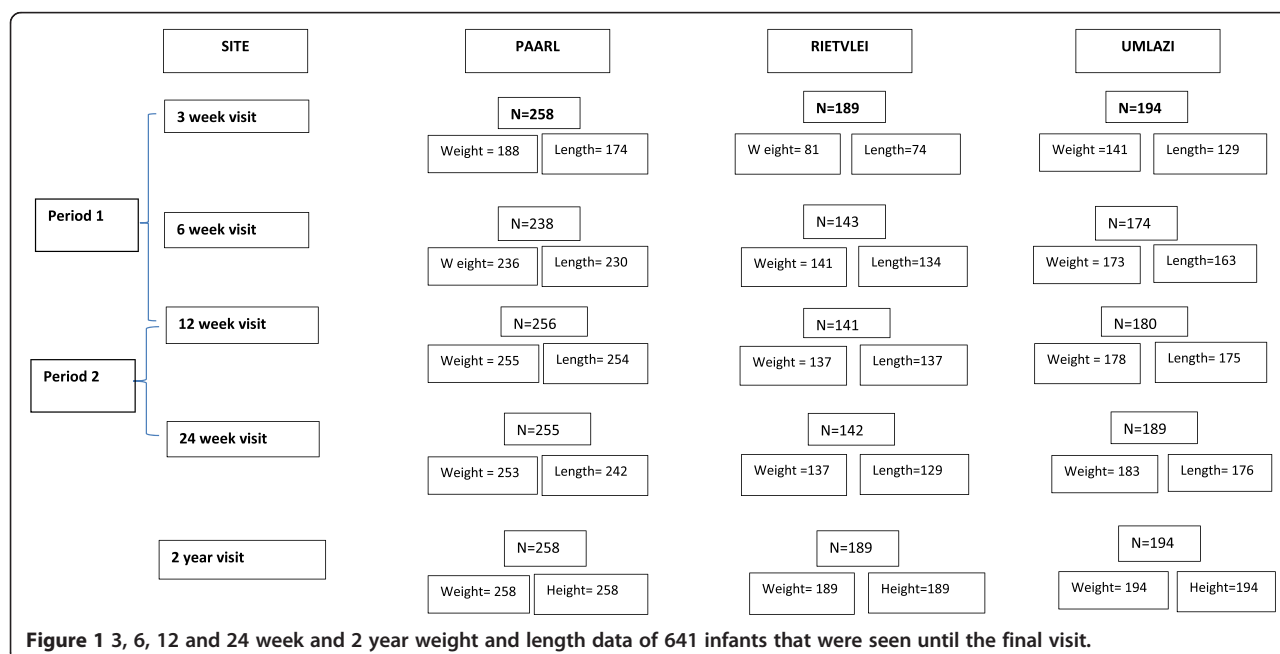 SITE PAARL RIETVLEI UMLAZI
3 week visit N=258 N=189 N=194
Weight = 188 Length= 174 W eight= 81 Length=74 Weight =141 Length= 129
Period 1
6 week visit N=238 N=143 N=174
W eight= 236 Length= 230 Weight = 141 Length=134 Weight = 173 Length=163
12 week visit N=256 N=141 N=180
Weight = 255 Length= 254 Weight = 137 Length=137 Weight = 178 Length= 175
Period 2
24 week visit N=255 N=142 N=189
Weight = 253 Length= 242 Weight =137 Length=129 Weight= 183 Length= 176
2 year visit N=258 N=189 N=194
Weight= 258 Height= 258 Weight= 189 Height=189 Weight= 194 Height=194
Figure 1 3, 6, 12 and 24 week and 2 year weight and length data of 641 infants that were seen until the final visit.